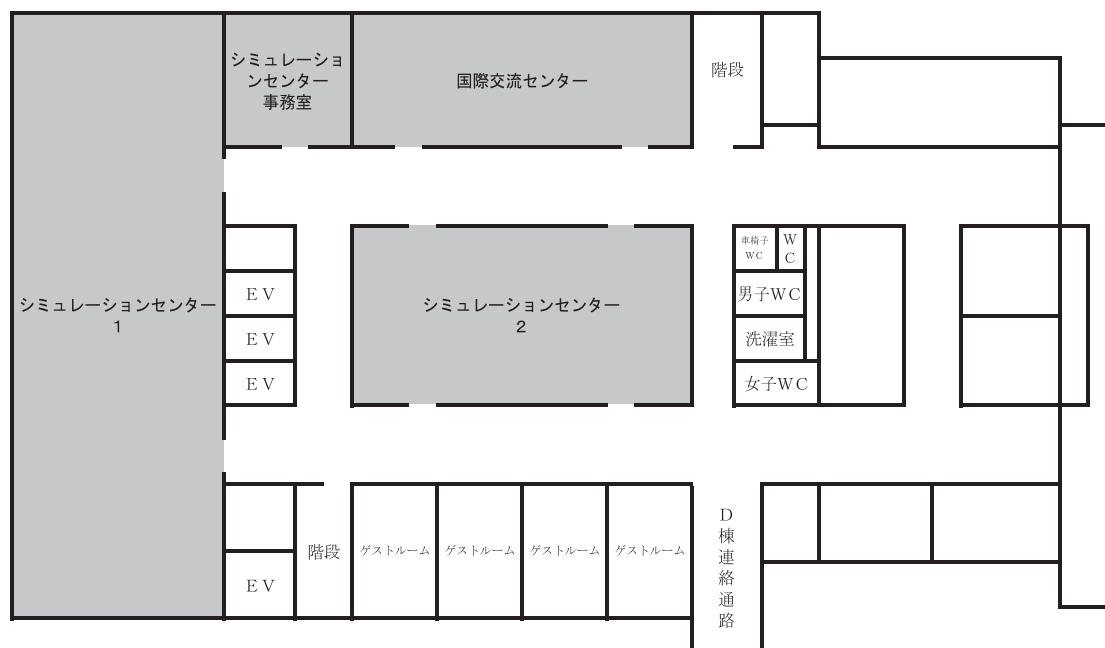 シミュレーショ
ンセンター
事務室
国際交流センター
階段
シミュレーションセンター
1
ＥＶ
ＥＶ
ＥＶ
シミュレーションセンター
2
車椅子
WC
W
C
男子WC
洗濯室
女子WC
ＥＶ
階段
ゲストルーム
ゲストルーム
ゲストルーム
ゲストルーム
D棟連絡通路